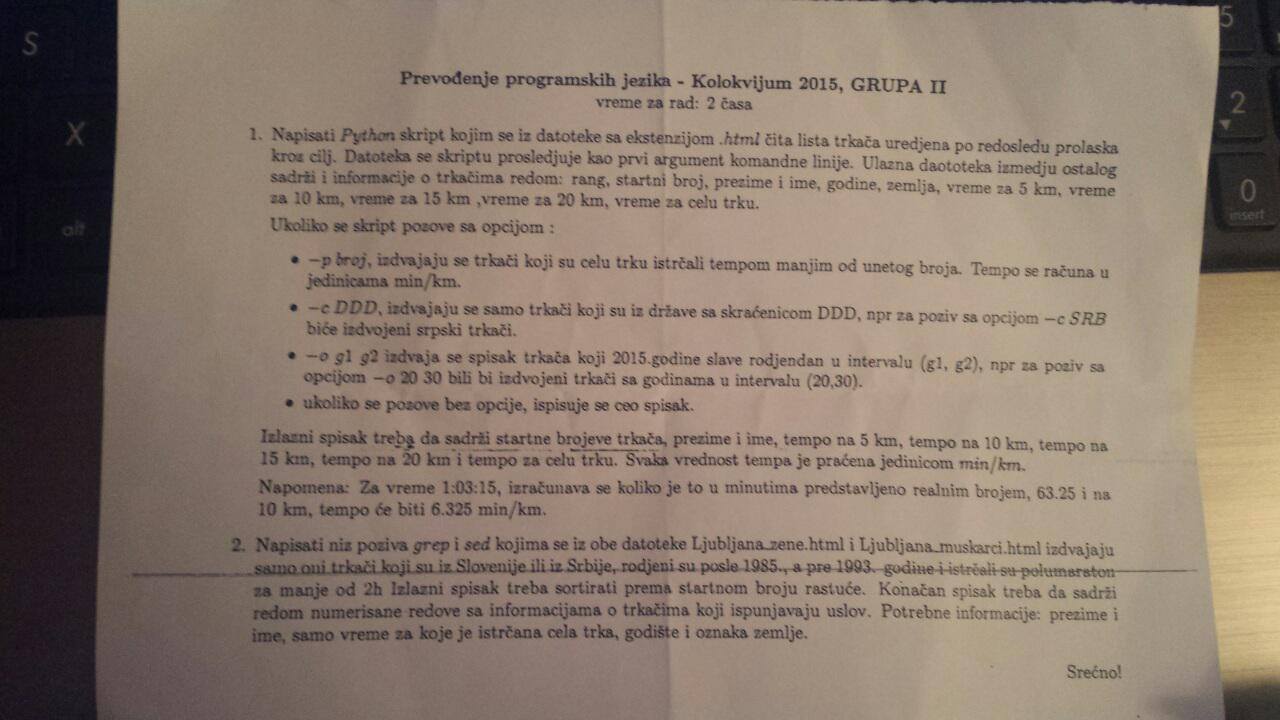 Prevođenje programskih jezika - Kolokvijum 2015, GRUPA II
vreme za rad: 2 časa
1. Napisati Python skript kojim se iz datoteke sa ekstenzijom .html čita lista trkača uredjena po redosledu prolaska
kroz cilj. Datoteka se skriptu prosledjuje kao prvi argument komandne linije. Ulazna daototeka izmedju ostalog
sadrži i informacije o trkačima redom: rang, startni broj, prezime i ime, godine, zemlja, vreme za 5 km, vreme
za 10 km, vreme za 15 km ,vreme za 20 km, vreme za celu trku.
Ukoliko se skript pozove sa opcijom :
• −p broj, izdvajaju se trkači koji su celu trku istrčali tempom manjim od unetog broja. Tempo se računa u
jedinicama min/km.
• −c DDD, izdvajaju se samo trkači koji su iz države sa skraćenicom DDD, npr za poziv sa opcijom −c SRB
biće izdvojeni srpski trkači.
• −o g1 g2 izdvaja se spisak trkača koji 2015.godine slave rodjendan u intervalu (g1, g2), npr za poziv sa
opcijom −o 20 30 bili bi izdvojeni trkači sa godinama u intervalu (20,30).
• ukoliko se pozove bez opcije, ispisuje se ceo spisak.
Izlazni spisak treba da sadrži startne brojeve trkača, prezime i ime, tempo na 5 km, tempo na 10 km, tempo na
15 km, tempo na 20 km i tempo za celu trku. Svaka vrednost tempa je praćena jedinicom min/km.
Napomena: Za vreme 1:03:15, izračunava se koliko je to u minutima predstavljeno realnim brojem, 63.25 i na
10 km, tempo će biti 6.325 min/km.
2. Napisati niz poziva grep i sed kojima se iz obe datoteke Ljubljana_zene.html i Ljubljana_muskarci.html izdvajaju
samo oni trkači koji su iz Slovenije ili iz Srbije, rodjeni su posle 1985., a pre 1993. godine i istrčali su polumaraton
za manje od 2h Izlazni spisak treba sortirati prema startnom broju rastuće. Konačan spisak treba da sadrži
redom numerisane redove sa informacijama o trkačima koji ispunjavaju uslov. Potrebne informacije: prezime i
ime, samo vreme za koje je istrčana cela trka, godište i oznaka zemlje.
Srećno!
S
X
alt
5
2
0
insert